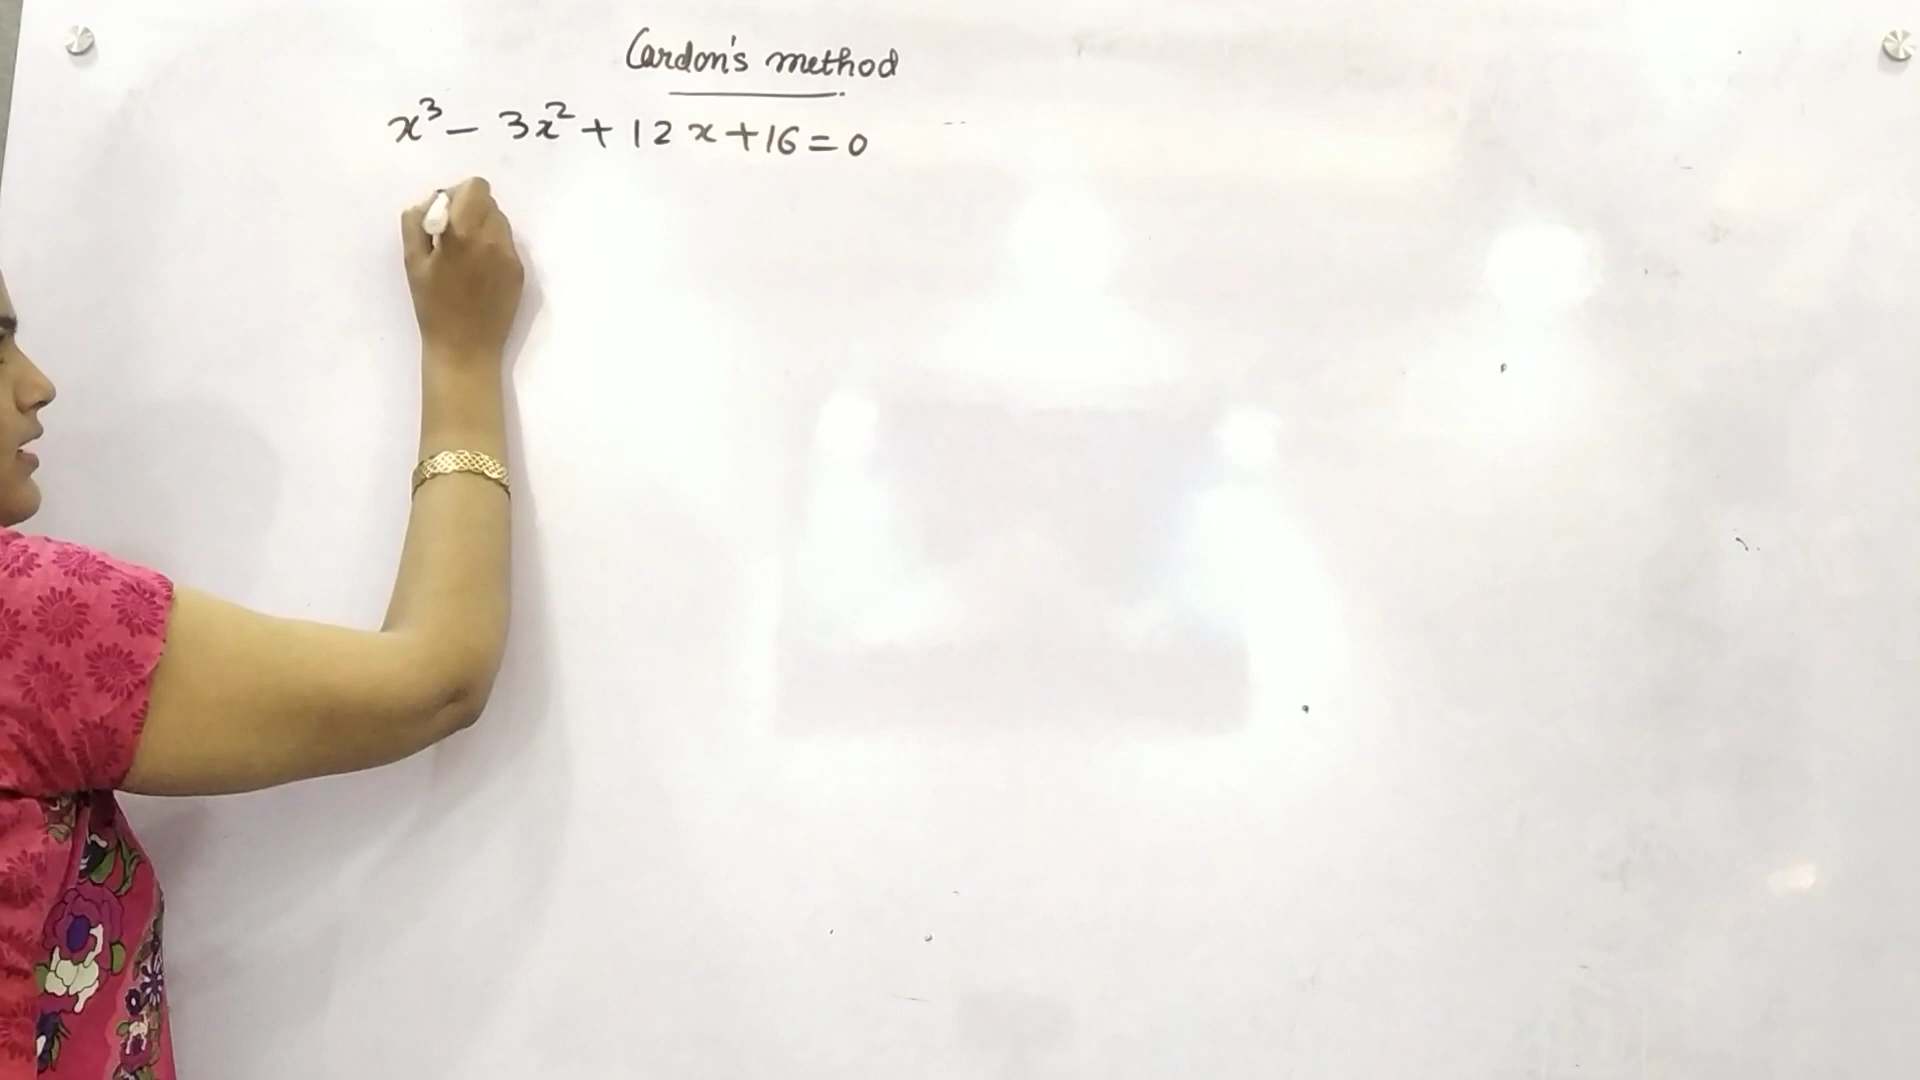 Cardon's method
x³ - 3x² + 12x + 16 = 0